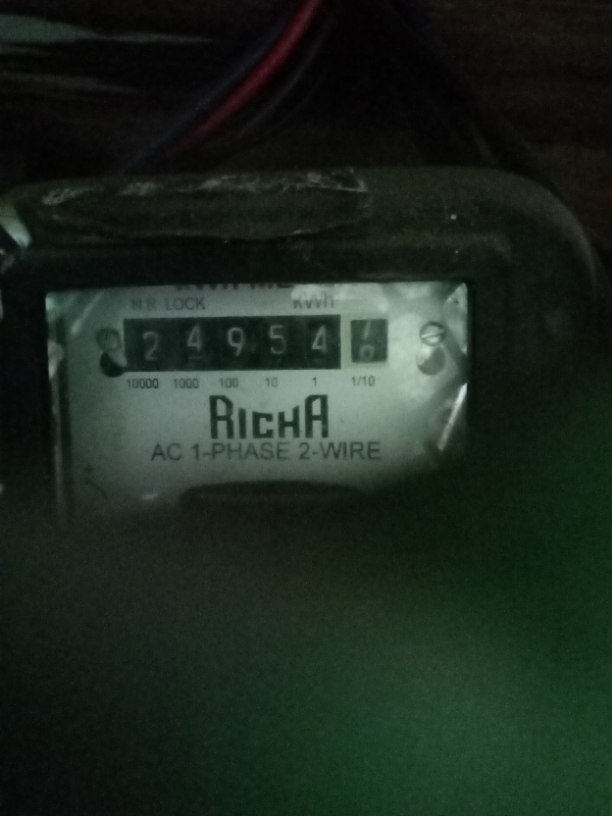 N.R. LOCK kWh
2 4 9 5 4
10000 1000 100 10 1 1/10
RICHA
AC 1-PHASE 2-WIRE